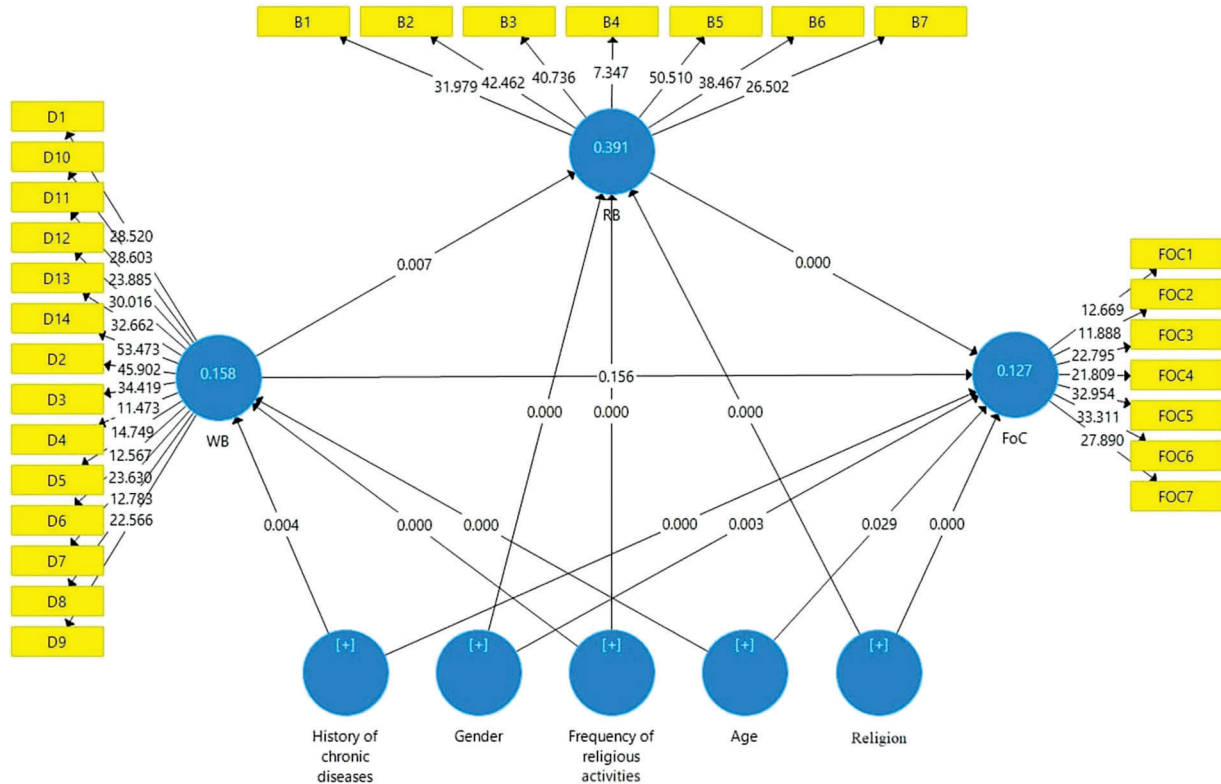 B1 B2 B3 B4 B5 B6 B7
31.979 42.462 40.736 7.347 50.510 38.467 26.502
0.391
RB
D1
D10
D11
D12
D13
D14
D2
D3
D4
D5
D6
D7
D8
D9
28.520
28.603
23.885
30.016
32.662
53.473
45.902
34.419
11.473
14.749
12.567
23.630
12.783
22.566
0.158
WB
0.007
0.000
0.156
0.000
0.000
0.000
FOC1
FOC2
FOC3
FOC4
FOC5
FOC6
FOC7
12.669
11.888
22.795
21.809
32.954
33.311
27.890
0.127
FoC
0.004
0.000
0.000
0.000
0.003
0.029
0.000
[+] [+] [+] [+] [+]
History of
chronic
diseases
Gender
Frequency of
religious
activities
Age
Religion